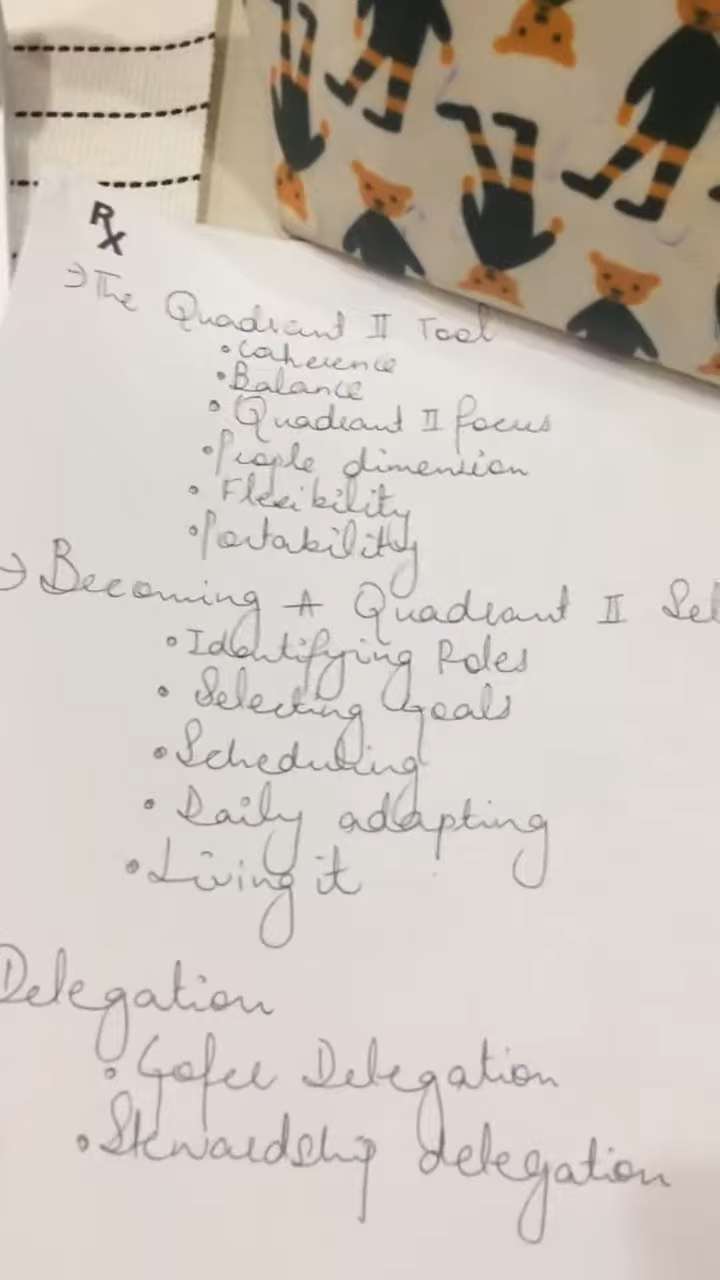 Rx
→ The Quadrant II Tool
• Coherence
• Balance
• Quadrant II focus
• People dimension
• Flexibility
• Portability
→ Becoming A Quadrant II Sel
• Identifying Roles
• Selecting Goals
• Scheduling
• Daily adapting
• Living it
Delegation
• Gofer Delegation
• Stewardship delegation